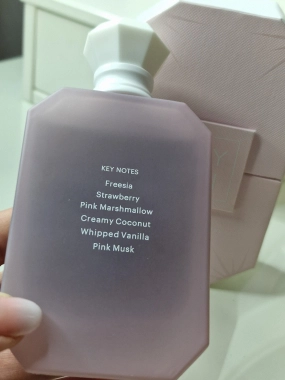 KEY NOTES
Freesia
Strawberry
Pink Marshmallow
Creamy Coconut
Whipped Vanilla
Pink Musk